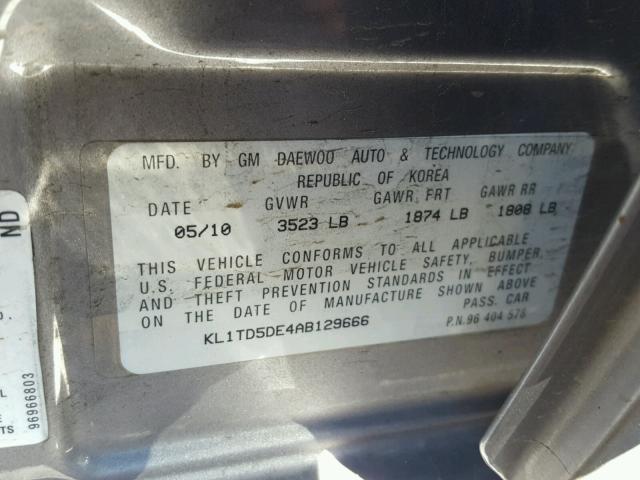 MFD. BY GM DAEWOO AUTO & TECHNOLOGY COMPANY
REPUBLIC OF KOREA
DATE GVWR GAWR FRT GAWR RR
05/10 3523 LB 1874 LB 1808 LB
THIS VEHICLE CONFORMS TO ALL APPLICABLE
U.S. FEDERAL MOTOR VEHICLE SAFETY, BUMPER,
AND THEFT PREVENTION STANDARDS IN EFFECT
ON THE DATE OF MANUFACTURE SHOWN ABOVE
PASS. CAR
KL1TD5DE4AB129666
P.N.96 404 575
ND
96966803